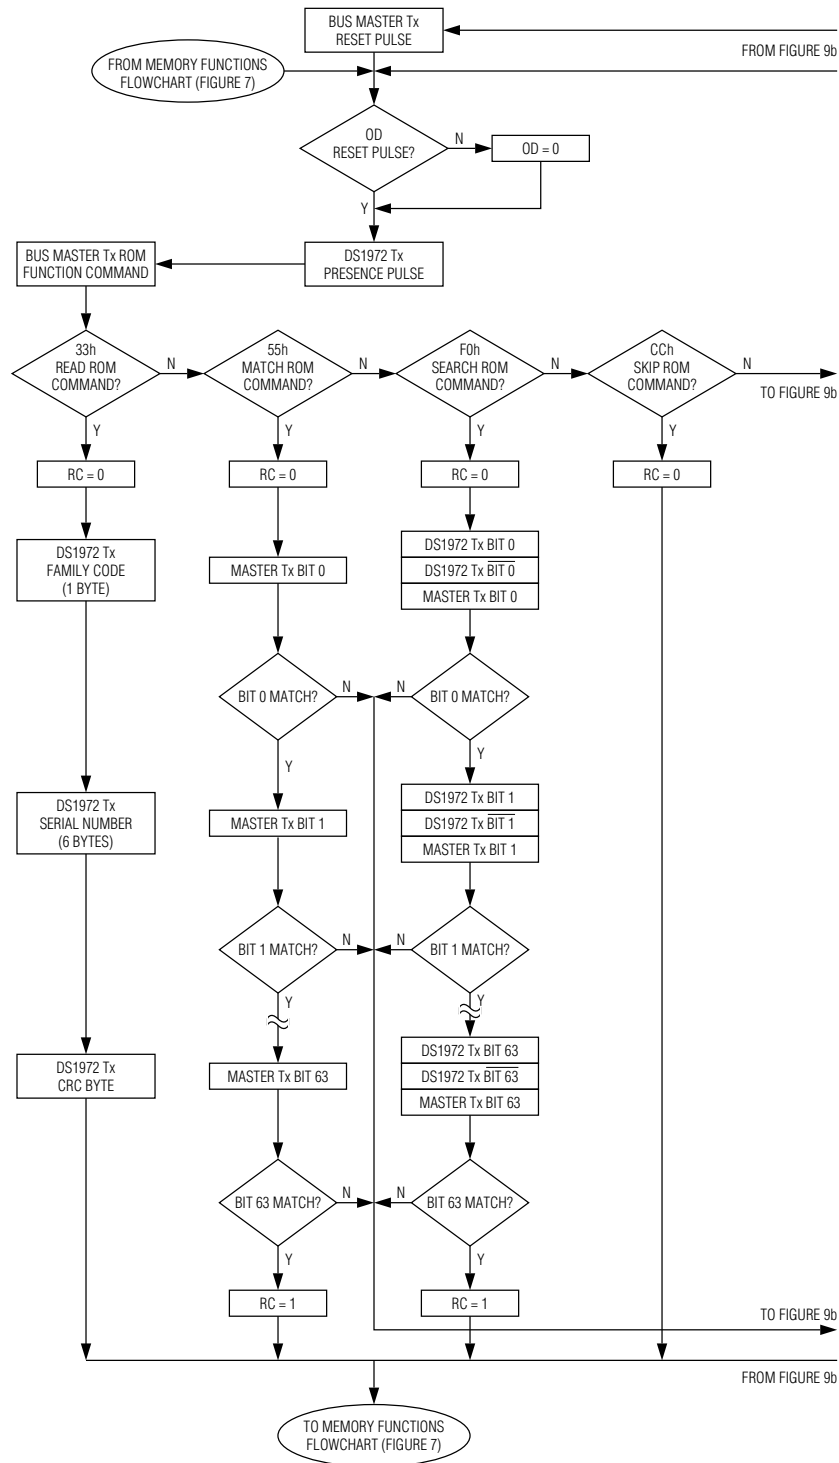 BUS MASTER Tx
RESET PULSE
FROM FIGURE 9b
FROM MEMORY FUNCTIONS
FLOWCHART (FIGURE 7)
OD
RESET PULSE?
N
OD = 0
Y
BUS MASTER Tx ROM
FUNCTION COMMAND
DS1972 Tx
PRESENCE PULSE
33h
READ ROM
COMMAND?
N
55h
MATCH ROM
COMMAND?
N
F0h
SEARCH ROM
COMMAND?
N
CCh
SKIP ROM
COMMAND?
N
TO FIGURE 9b
Y
Y
Y
Y
RC = 0
RC = 0
RC = 0
RC = 0
DS1972 Tx
FAMILY CODE
(1 BYTE)
MASTER Tx BIT 0
DS1972 Tx BIT 0
DS1972 Tx B̅I̅T̅ ̅0̅
MASTER Tx BIT 0
BIT 0 MATCH?
N
N
BIT 0 MATCH?
Y
Y
DS1972 Tx
SERIAL NUMBER
(6 BYTES)
MASTER Tx BIT 1
DS1972 Tx BIT 1
DS1972 Tx B̅I̅T̅ ̅1̅
MASTER Tx BIT 1
BIT 1 MATCH?
N
N
BIT 1 MATCH?
Y
Y
DS1972 Tx
CRC BYTE
MASTER Tx BIT 63
DS1972 Tx BIT 63
DS1972 Tx B̅I̅T̅ ̅6̅3̅
MASTER Tx BIT 63
BIT 63 MATCH?
N
N
BIT 63 MATCH?
Y
Y
RC = 1
RC = 1
TO FIGURE 9b
FROM FIGURE 9b
TO MEMORY FUNCTIONS
FLOWCHART (FIGURE 7)